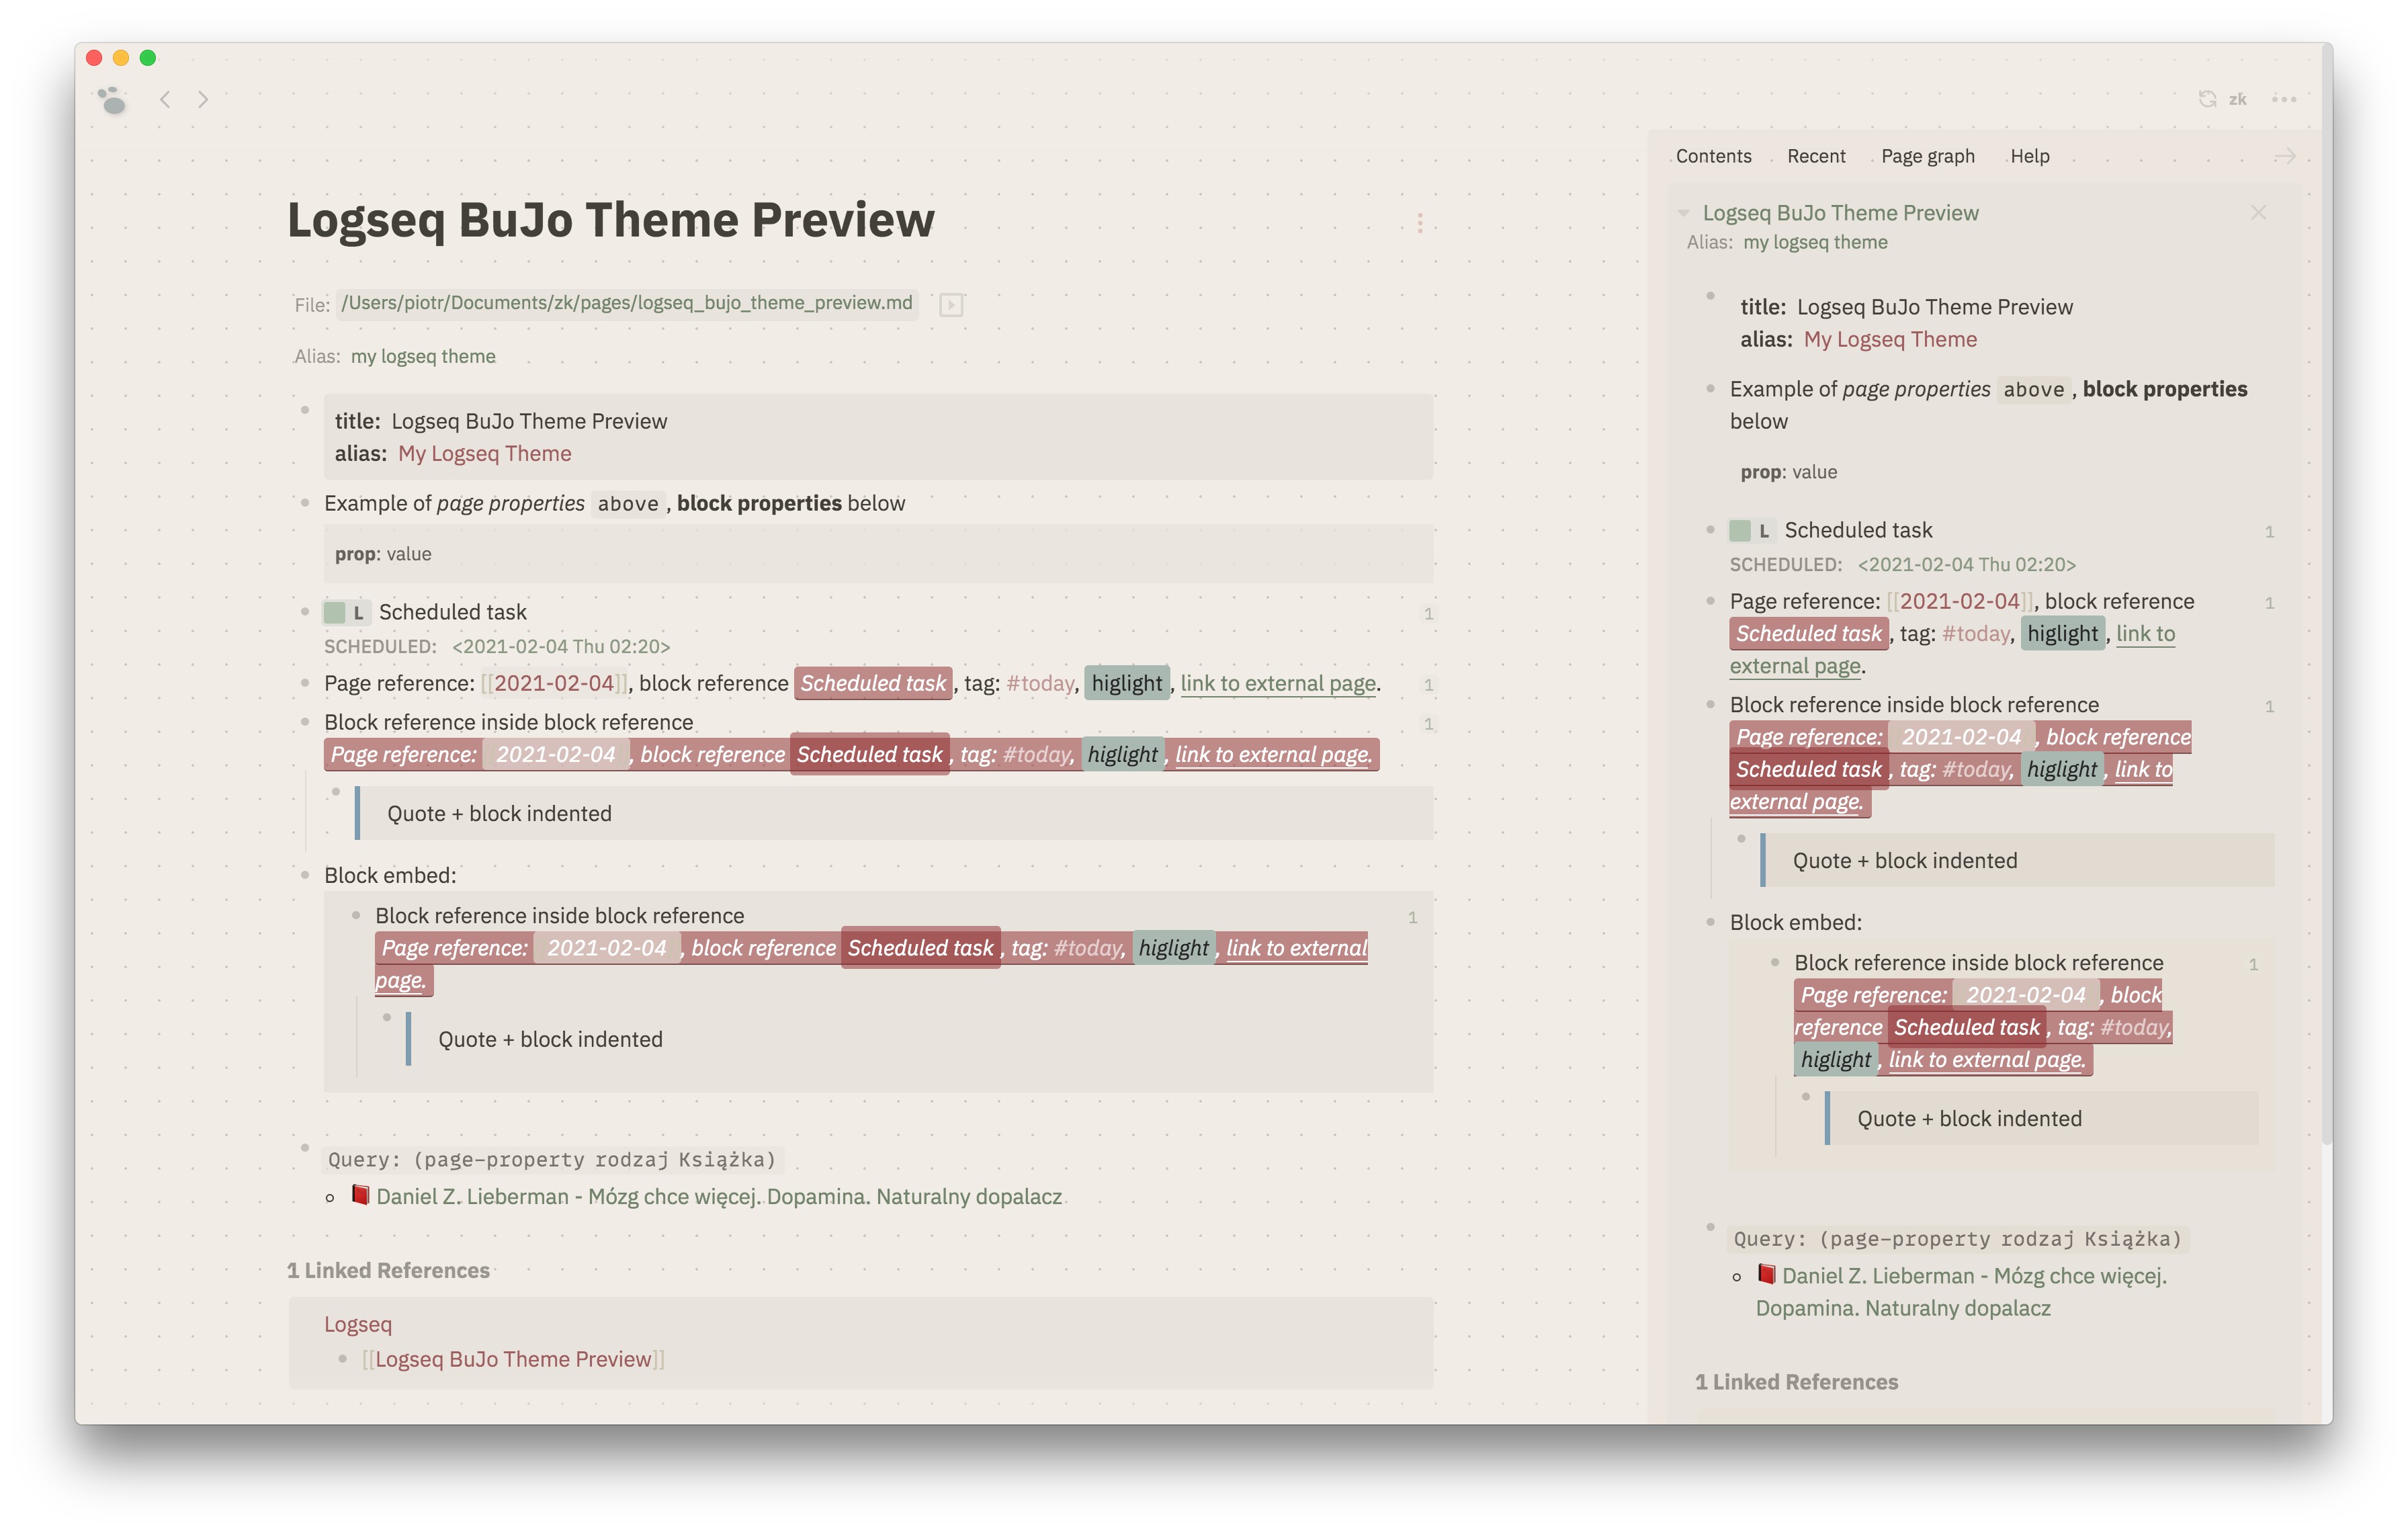 zk
Logseq BuJo Theme Preview
File: /Users/piotr/Documents/zk/pages/logseq_bujo_theme_preview.md
Alias: my logseq theme
title: Logseq BuJo Theme Preview
alias: My Logseq Theme
Example of page properties above, block properties below
prop: value
L Scheduled task 1
SCHEDULED: <2021-02-04 Thu 02:20>
Page reference: [[2021-02-04]], block reference Scheduled task, tag: #today, higlight, link to external page. 1
Block reference inside block reference 1
Page reference: 2021-02-04, block reference Scheduled task, tag: #today, higlight, link to external page.
Quote + block indented
Block embed:
Block reference inside block reference 1
Page reference: 2021-02-04, block reference Scheduled task, tag: #today, higlight, link to external
page.
Quote + block indented
Query: (page-property rodzaj Książka)
Daniel Z. Lieberman - Mózg chce więcej. Dopamina. Naturalny dopalacz
1 Linked References
Logseq
[[Logseq BuJo Theme Preview]]
Contents Recent Page graph Help
Logseq BuJo Theme Preview
Alias: my logseq theme
title: Logseq BuJo Theme Preview
alias: My Logseq Theme
Example of page properties above, block properties
below
prop: value
L Scheduled task 1
SCHEDULED: <2021-02-04 Thu 02:20>
Page reference: [[2021-02-04]], block reference 1
Scheduled task, tag: #today, higlight, link to
external page.
Block reference inside block reference 1
Page reference: 2021-02-04, block reference
Scheduled task, tag: #today, higlight, link to
external page.
Quote + block indented
Block embed:
Block reference inside block reference 1
Page reference: 2021-02-04, block
reference Scheduled task, tag: #today,
higlight, link to external page.
Quote + block indented
Query: (page-property rodzaj Książka)
Daniel Z. Lieberman - Mózg chce więcej.
Dopamina. Naturalny dopalacz
1 Linked References